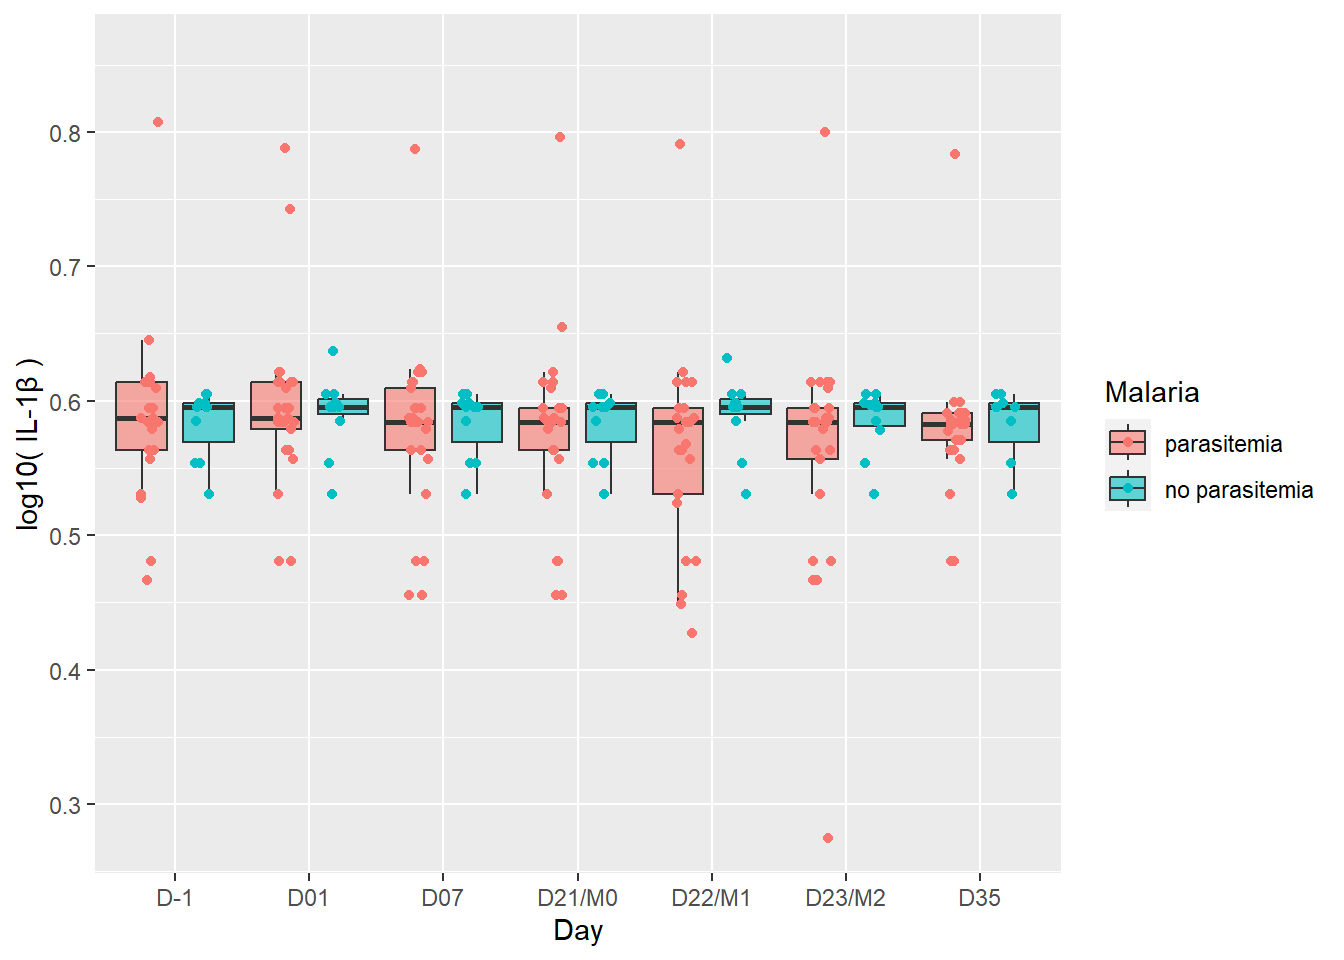 log10( IL-1β )
0.8
0.7
0.6
0.5
0.4
0.3
D-1 D01 D07 D21/M0 D22/M1 D23/M2 D35
Day
Malaria
parasitemia
no parasitemia